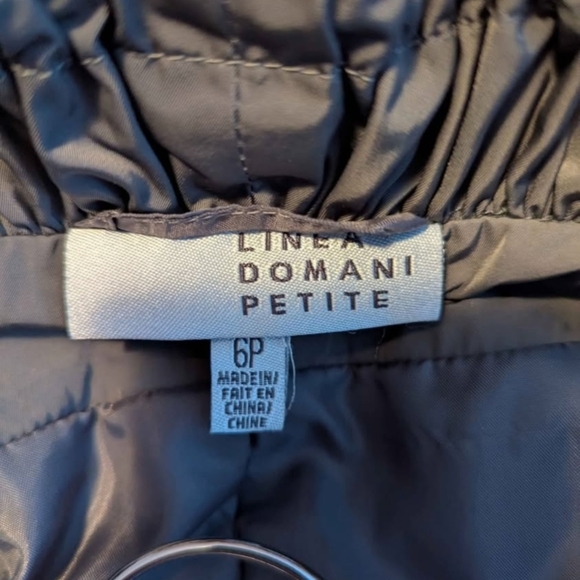 LINEA
DOMANI
PETITE
6P
MADE IN/
FAIT EN
CHINA/
CHINE